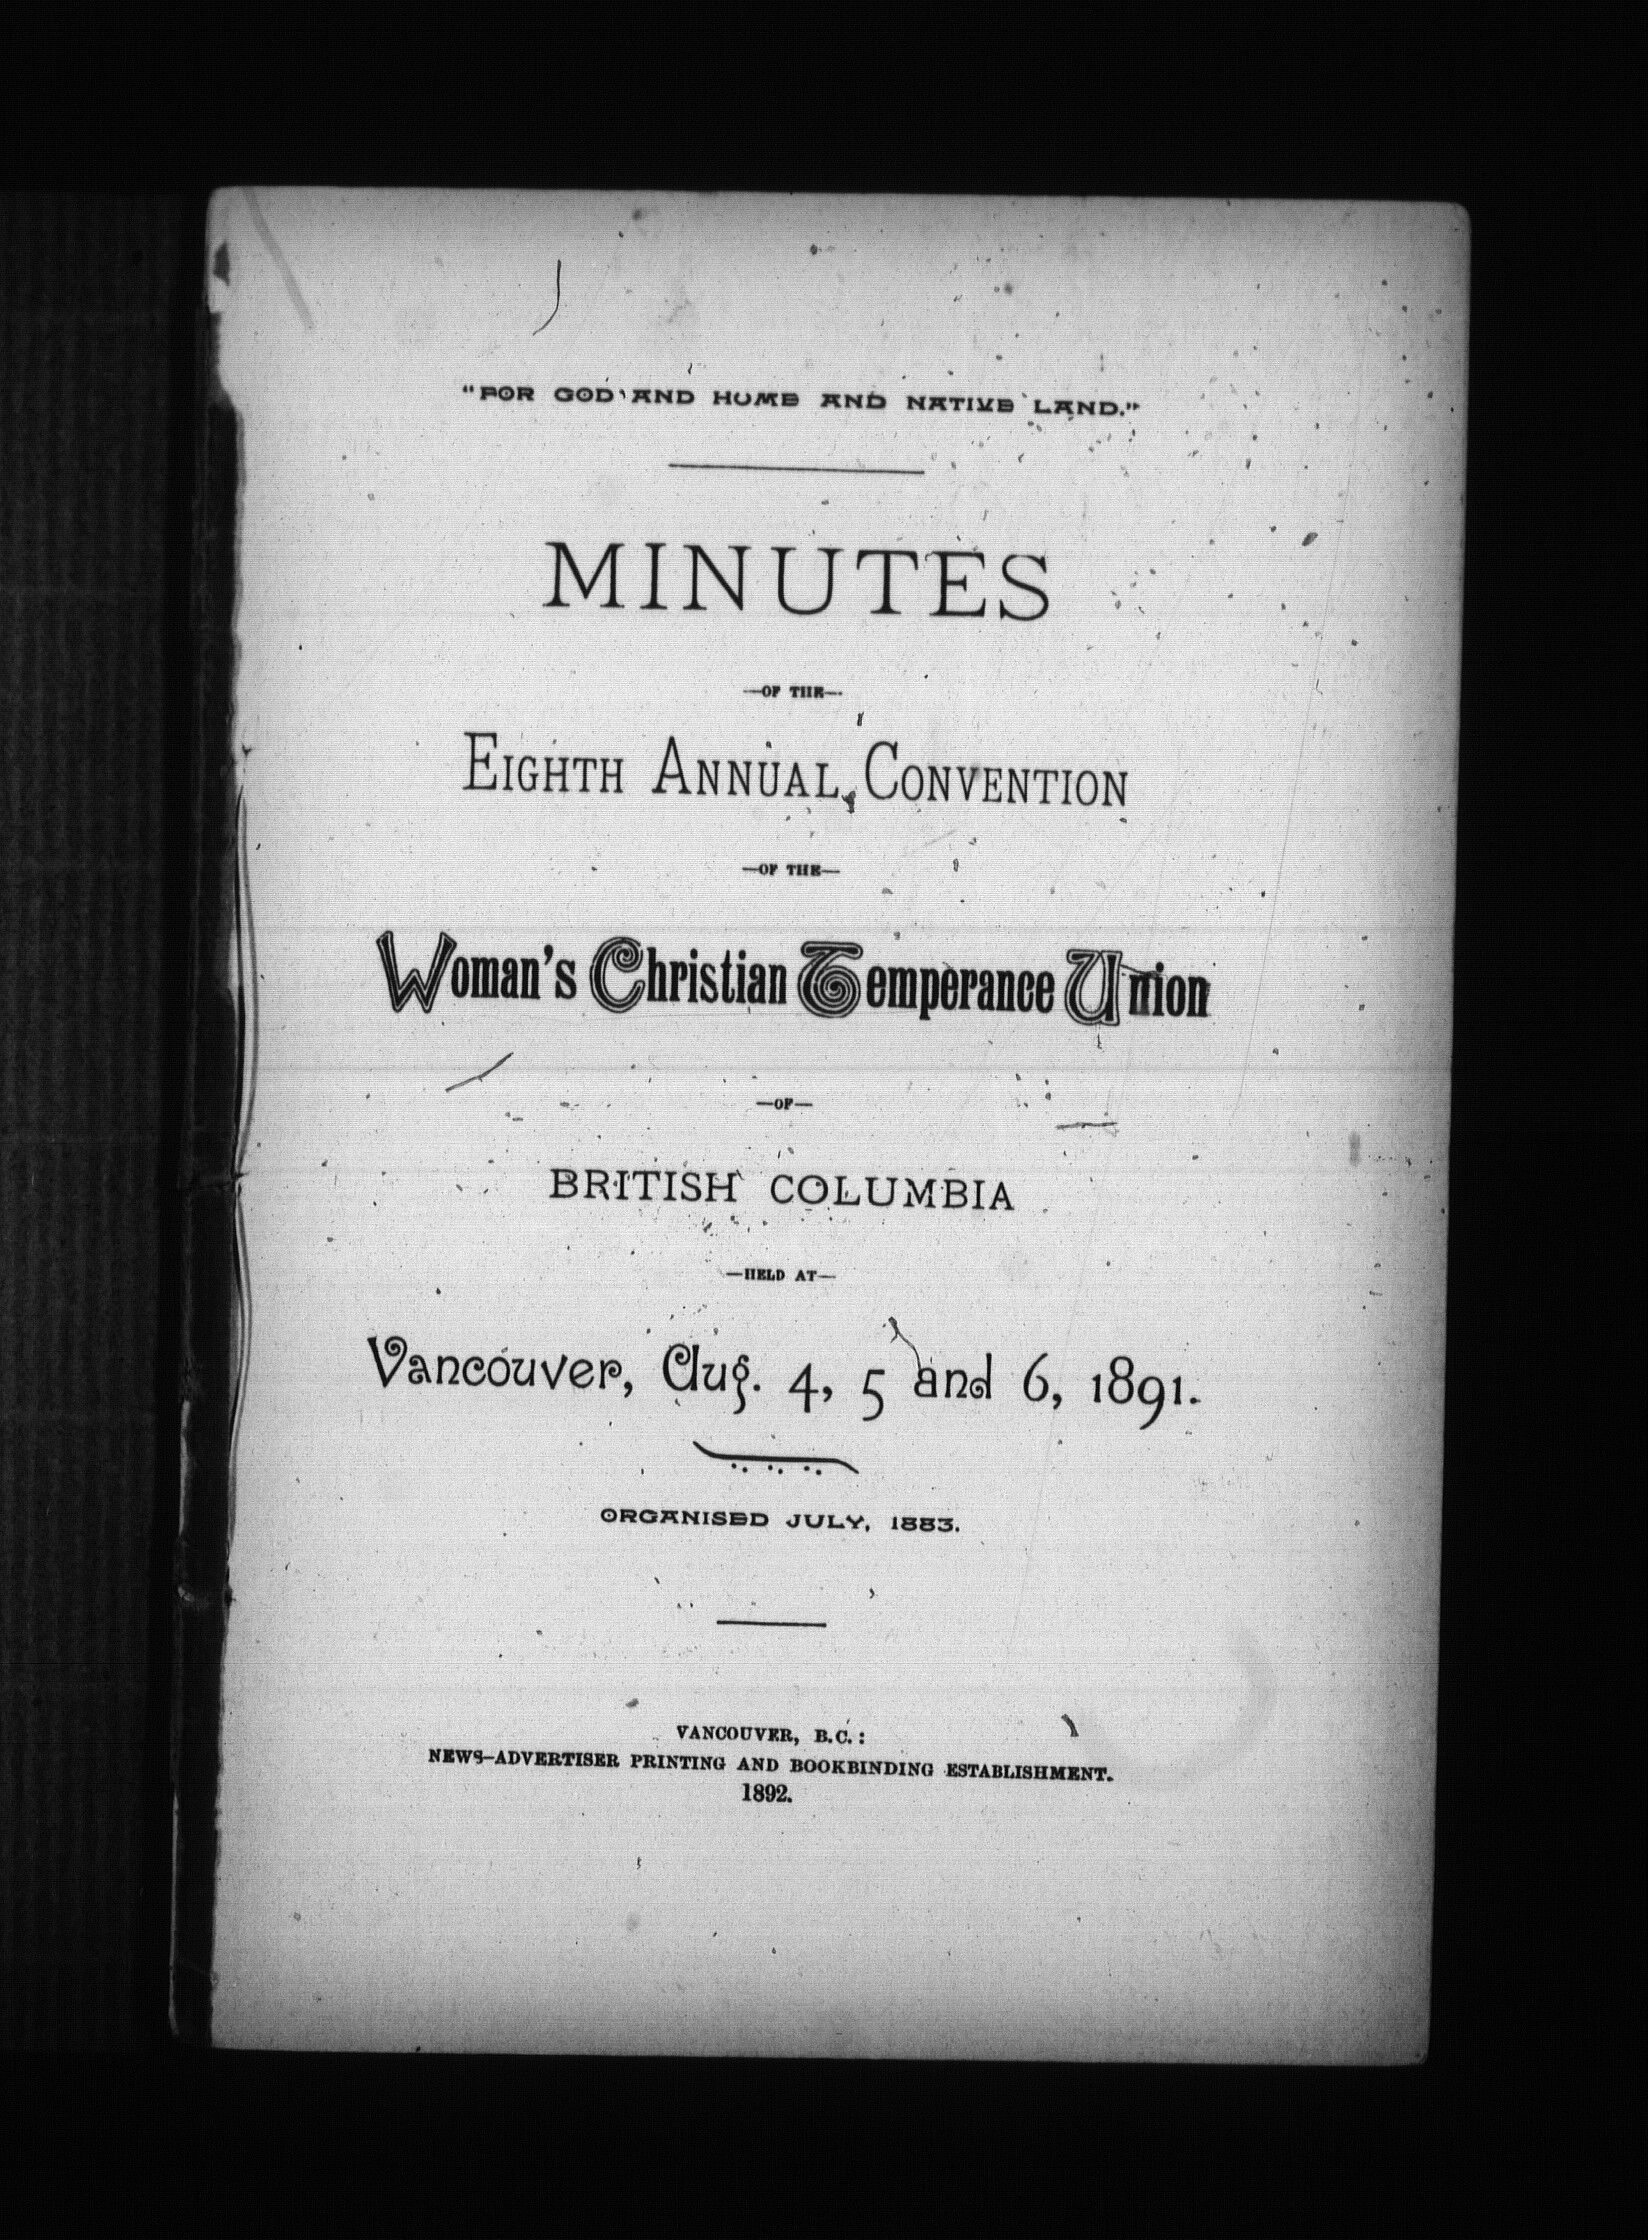 "FOR GOD AND HOME AND NATIVE LAND."
MINUTES
—OF THE—
EIGHTH ANNUAL CONVENTION
—OF THE—
Woman's Christian Temperance Union
—OF—
BRITISH COLUMBIA
—HELD AT—
Vancouver, Aug. 4, 5 and 6, 1891.
ORGANISED JULY, 1883.
VANCOUVER, B.C.:
NEWS-ADVERTISER PRINTING AND BOOKBINDING ESTABLISHMENT.
1892.